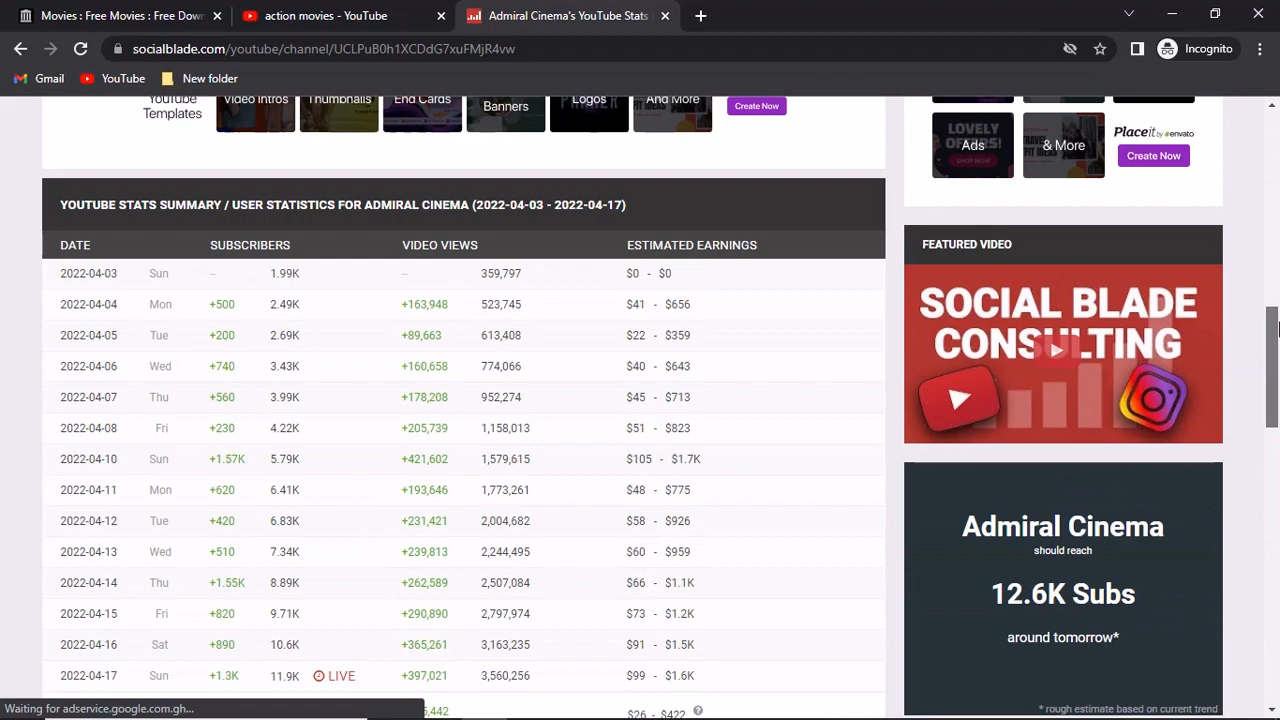 Movies : Free Movies : Free Dow
action movies - YouTube
Admiral Cinema's YouTube Stats
socialblade.com/youtube/channel/UCLPuB0h1XCDdG7xuFMjR4vw
Incognito
Gmail YouTube New folder
YouTube Templates
Video Intros
Thumbnails
End Cards
Banners
Logos
And More
Create Now
Ads
& More
Placeit by envato
Create Now
YOUTUBE STATS SUMMARY / USER STATISTICS FOR ADMIRAL CINEMA (2022-04-03 - 2022-04-17)
DATE SUBSCRIBERS VIDEO VIEWS ESTIMATED EARNINGS
2022-04-03 Sun -- 1.99K -- 359,797 $0 - $0
2022-04-04 Mon +500 2.49K +163,948 523,745 $41 - $656
2022-04-05 Tue +200 2.69K +89,663 613,408 $22 - $359
2022-04-06 Wed +740 3.43K +160,658 774,066 $40 - $643
2022-04-07 Thu +560 3.99K +178,208 952,274 $45 - $713
2022-04-08 Fri +230 4.22K +205,739 1,158,013 $51 - $823
2022-04-10 Sun +1.57K 5.79K +421,602 1,579,615 $105 - $1.7K
2022-04-11 Mon +620 6.41K +193,646 1,773,261 $48 - $775
2022-04-12 Tue +420 6.83K +231,421 2,004,682 $58 - $926
2022-04-13 Wed +510 7.34K +239,813 2,244,495 $60 - $959
2022-04-14 Thu +1.55K 8.89K +262,589 2,507,084 $66 - $1.1K
2022-04-15 Fri +820 9.71K +290,890 2,797,974 $73 - $1.2K
2022-04-16 Sat +890 10.6K +365,261 3,163,235 $91 - $1.5K
2022-04-17 Sun +1.3K 11.9K LIVE +397,021 3,560,256 $99 - $1.6K
5,442 $26 - $422
FEATURED VIDEO
SOCIAL BLADE
CONSULTING
Admiral Cinema
should reach
12.6K Subs
around tomorrow*
* rough estimate based on current trend
Waiting for adservice.google.com.gh...